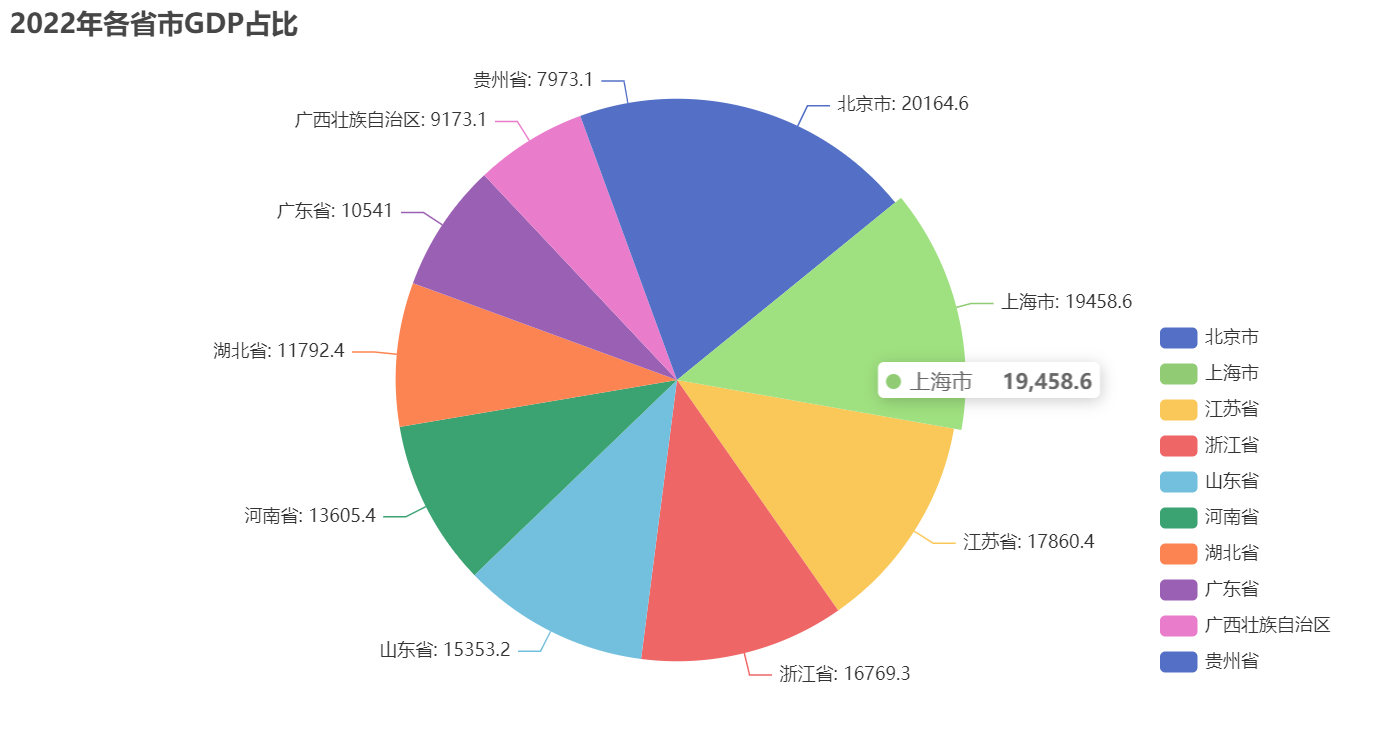 2022年各省市GDP占比
贵州省: 7973.1
北京市: 20164.6
广西壮族自治区: 9173.1
广东省: 10541
上海市: 19458.6
湖北省: 11792.4
上海市 19,458.6
河南省: 13605.4
江苏省: 17860.4
山东省: 15353.2
浙江省: 16769.3
北京市
上海市
江苏省
浙江省
山东省
河南省
湖北省
广东省
广西壮族自治区
贵州省